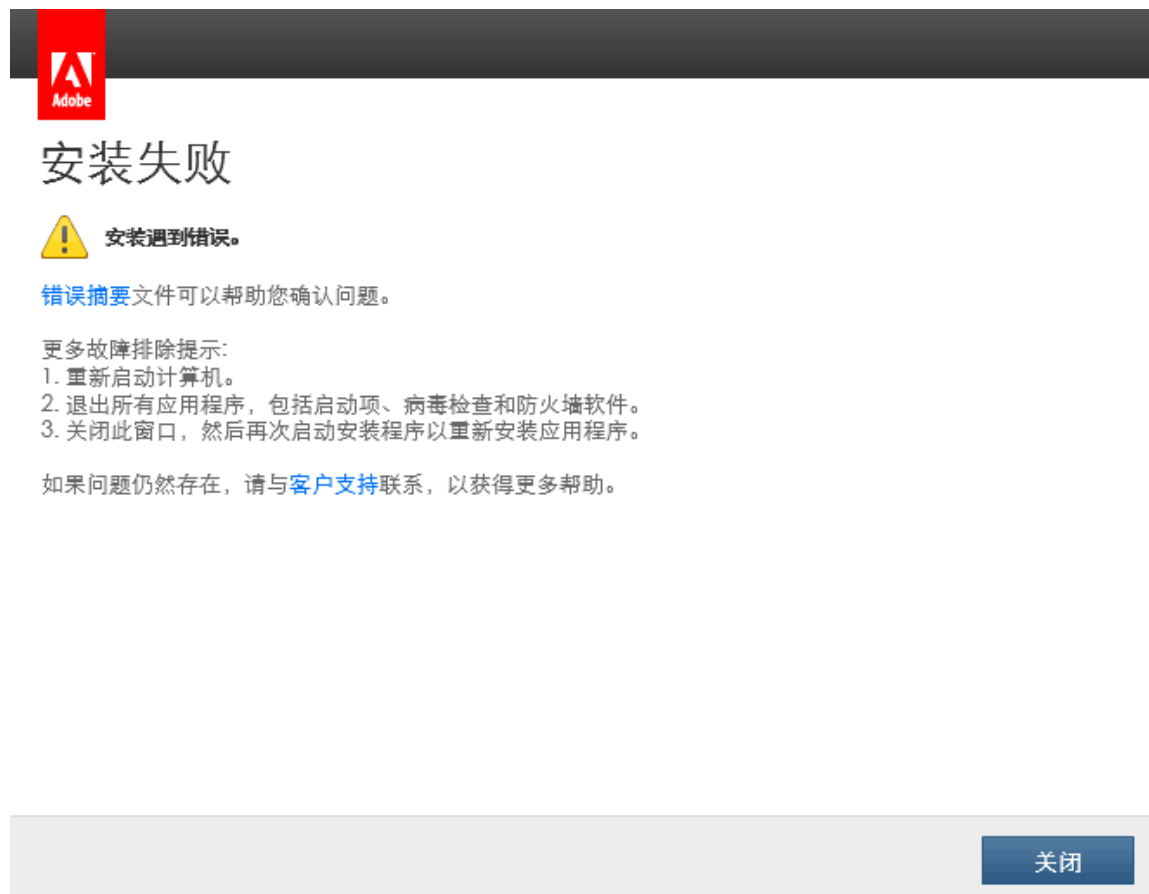 Adobe
安装失败
安装遇到错误。
错误摘要文件可以帮助您确认问题。
更多故障排除提示:
1. 重新启动计算机。
2. 退出所有应用程序，包括启动项、病毒检查和防火墙软件。
3. 关闭此窗口，然后再次启动安装程序以重新安装应用程序。
如果问题仍然存在，请与客户支持联系，以获得更多帮助。
关闭